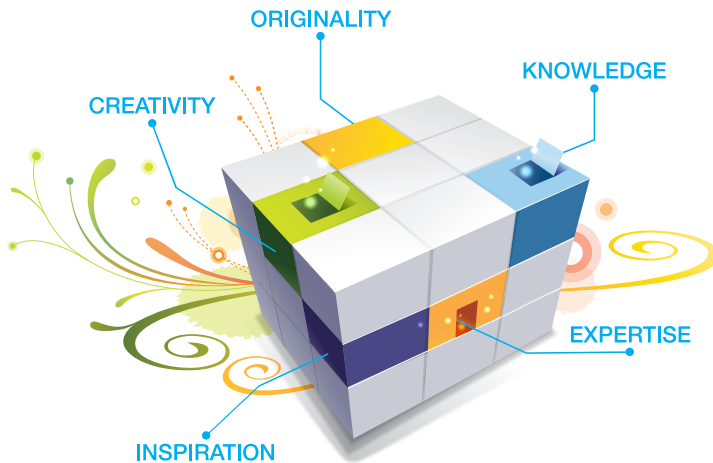 ORIGINALITY
KNOWLEDGE
CREATIVITY
EXPERTISE
INSPIRATION